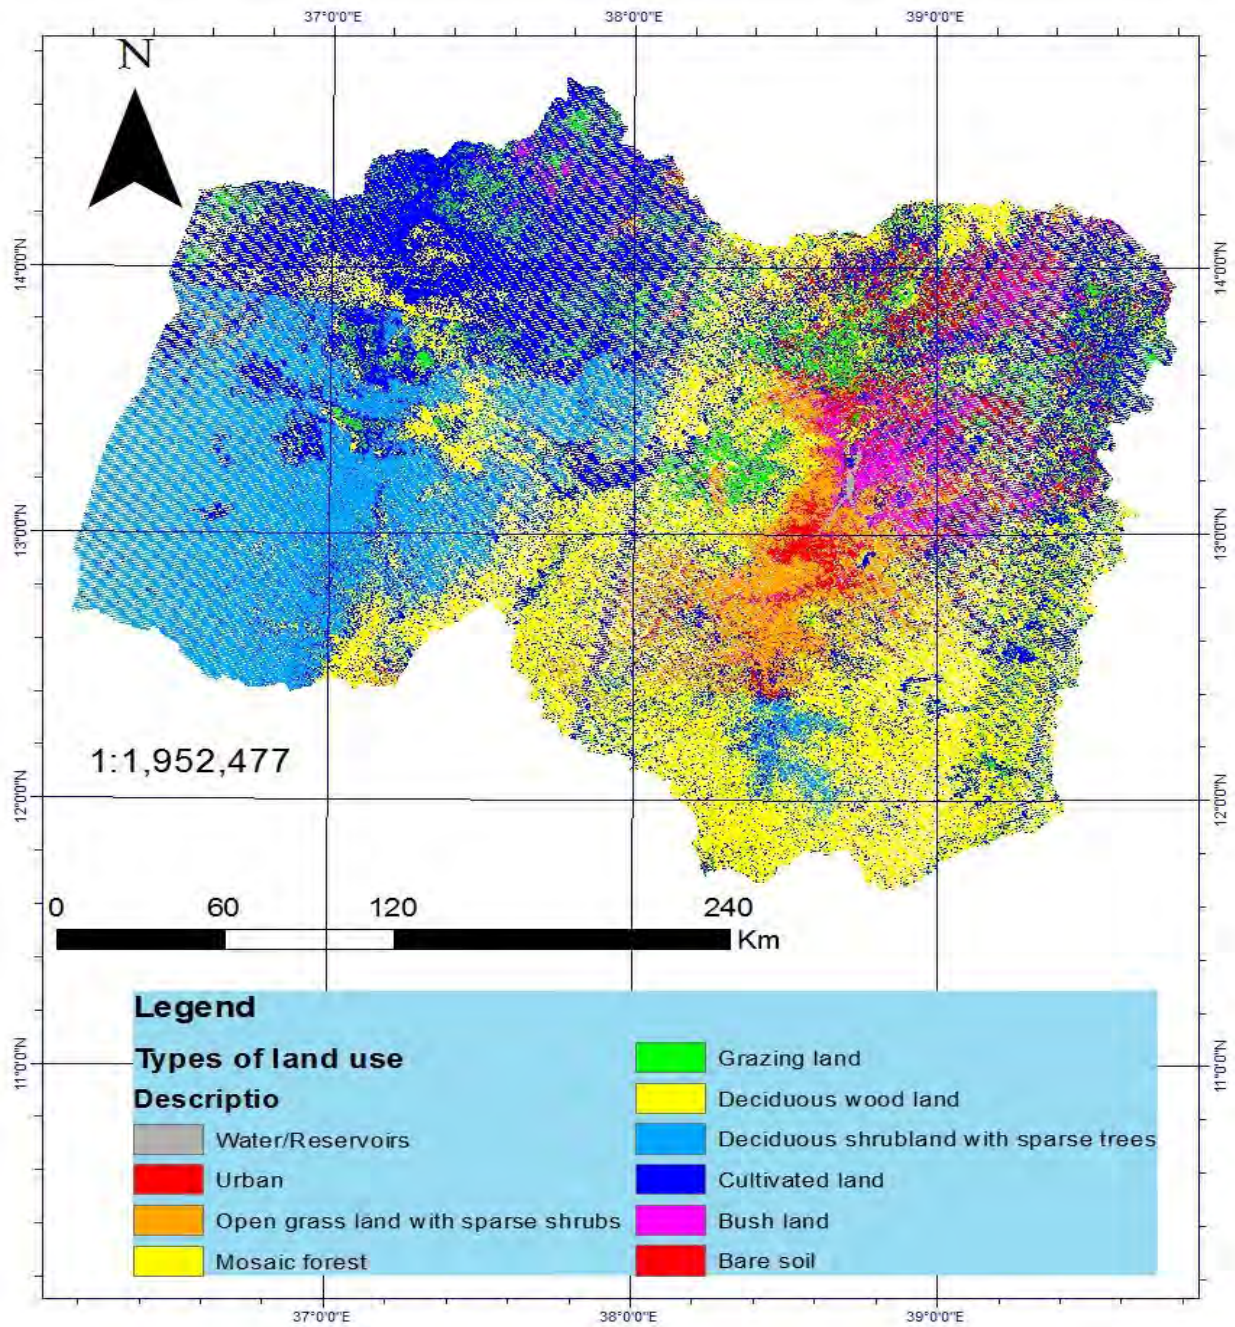 37°0'0"E 38°0'0"E 39°0'0"E
N
14°0'0"N 14°0'0"N
13°0'0"N 13°0'0"N
1:1,952,477
12°0'0"N 12°0'0"N
0 60 120 240
Km
Legend
Types of land use
Descriptio
Water/Reservoirs
Urban
Open grass land with sparse shrubs
Mosaic forest
Grazing land
Deciduous wood land
Deciduous shrubland with sparse trees
Cultivated land
Bush land
Bare soil
11°0'0"N 11°0'0"N
37°0'0"E 38°0'0"E 39°0'0"E